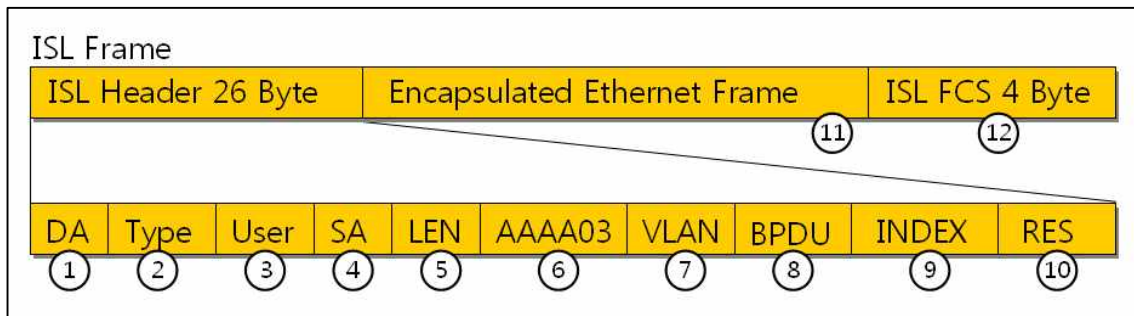 ISL Frame
ISL Header 26 Byte Encapsulated Ethernet Frame ISL FCS 4 Byte
11 12
DA Type User SA LEN AAAA03 VLAN BPDU INDEX RES
1 2 3 4 5 6 7 8 9 10